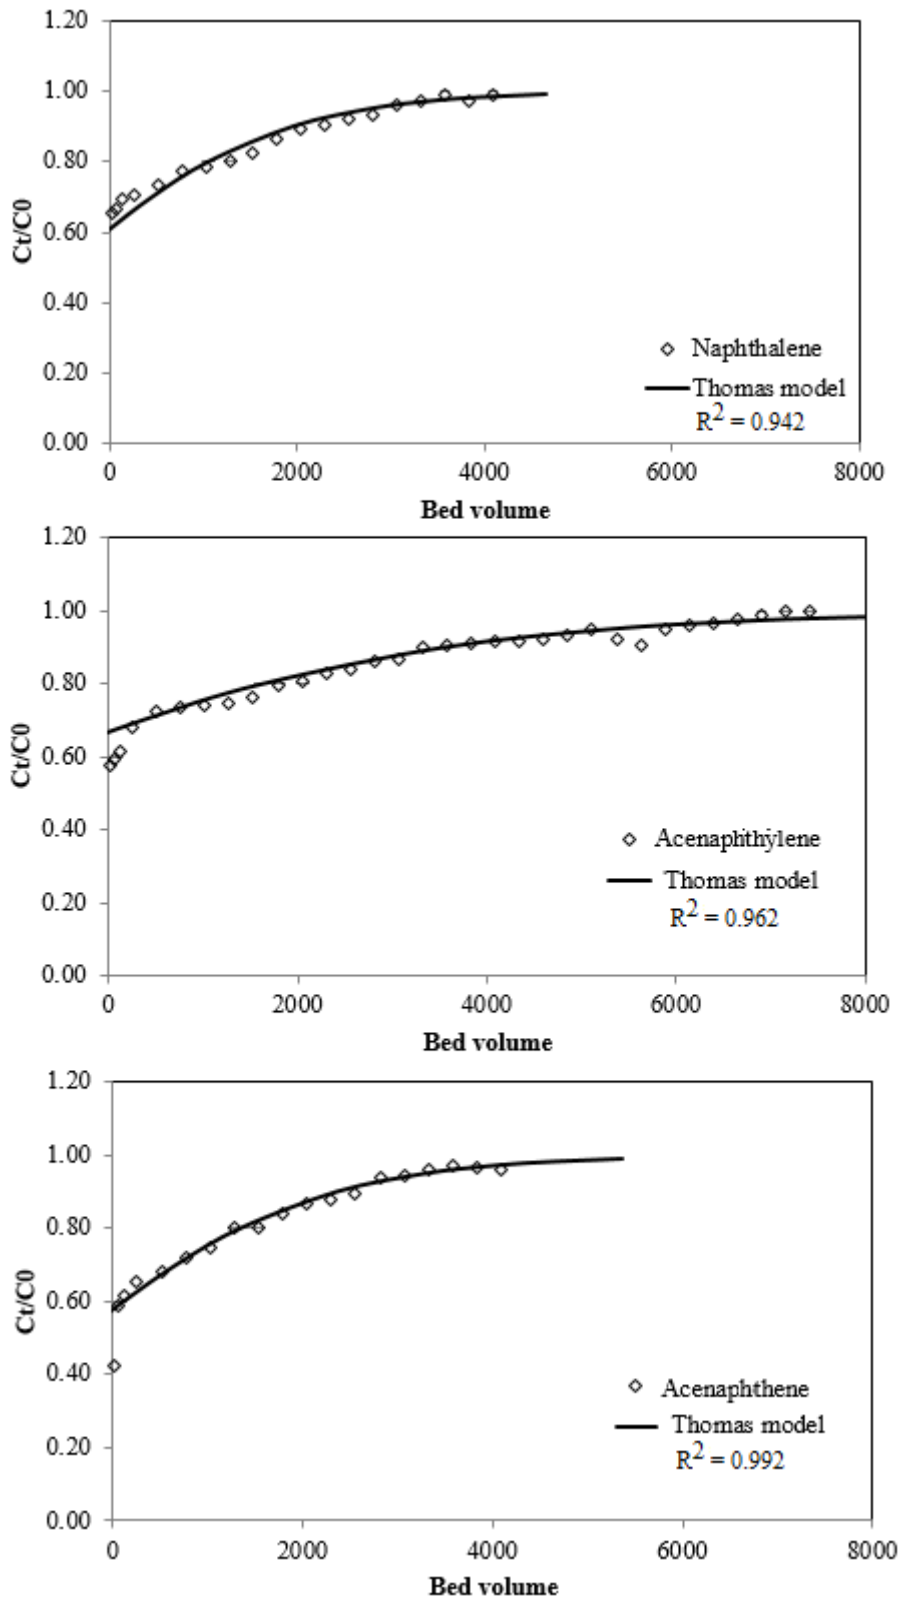 1.20
1.00
0.80
0.60
0.40
0.20
0.00
Ct/C0
Naphthalene
Thomas model
R2 = 0.942
0 2000 4000 6000 8000
Bed volume
1.20
1.00
0.80
0.60
0.40
0.20
0.00
Ct/C0
Acenaphthylene
Thomas model
R2 = 0.962
0 2000 4000 6000 8000
Bed volume
1.20
1.00
0.80
0.60
0.40
0.20
0.00
Ct/C0
Acenaphthene
Thomas model
R2 = 0.992
0 2000 4000 6000 8000
Bed volume